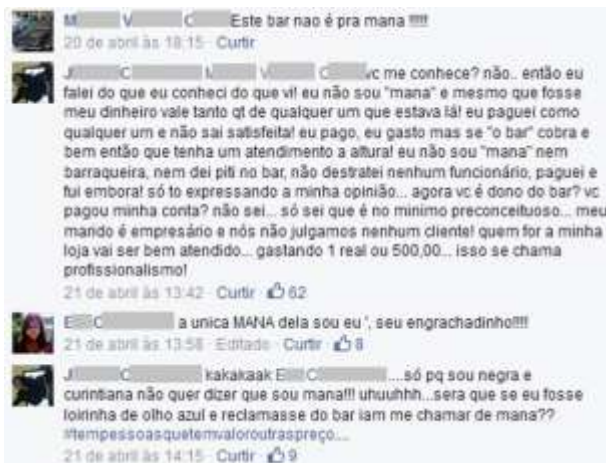 M V C Este bar nao é pra mana !!!!!
20 de abril às 18:15 · Curtir
J C M V C vc me conhece? não.. então eu
falei do que eu conheci do que vi! eu não sou "mana" e mesmo que fosse
meu dinheiro vale tanto qt de qualquer um que estava lá! eu paguei como
qualquer um e não sai satisfeita! eu pago, eu gasto mas se "o bar" cobra e
bem então que tenha um atendimento a altura! eu não sou "mana" nem
barraqueira, nem dei piti no bar, não destratei nenhum funcionário, paguei e
fui embora! só to expressando a minha opinião... agora vc é dono do bar? vc
pagou minha conta? não sei... só sei que é no minimo preconceituoso... meu
marido é empresário e nós não julgamos nenhum cliente! quem for a minha
loja vai ser bem atendido... gastando 1 real ou 500,00... isso se chama
profissionalismo!
21 de abril às 13:42 · Curtir · 62
E C a unica MANA dela sou eu ', seu engrachadinho!!!!
21 de abril às 13:58 · Editado · Curtir · 8
J C kakakaak E C ....só pq sou negra e
curintiana não quer dizer que sou mana!!! uhuuhhh...sera que se eu fosse
loirinha de olho azul e reclamasse do bar iam me chamar de mana??
#tempessoasquetemvaloroutraspreço....
21 de abril às 14:15 · Curtir · 9